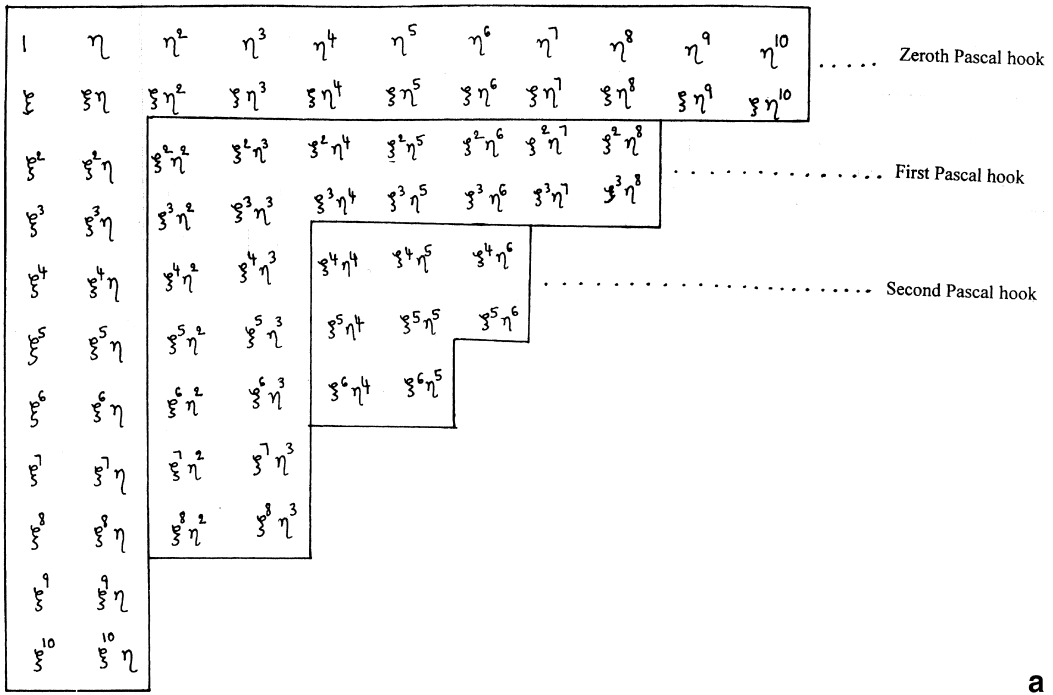 1 η η² η³ η⁴ η⁵ η⁶ η⁷ η⁸ η⁹ η¹⁰ ..... Zeroth Pascal hook
ξ ξη ξη² ξη³ ξη⁴ ξη⁵ ξη⁶ ξη⁷ ξη⁸ ξη⁹ ξη¹⁰
ξ² ξ²η ξ²η² ξ²η³ ξ²η⁴ ξ²η⁵ ξ²η⁶ ξ²η⁷ ξ²η⁸ ................ First Pascal hook
ξ³ ξ³η ξ³η² ξ³η³ ξ³η⁴ ξ³η⁵ ξ³η⁶ ξ³η⁷ ξ³η⁸
ξ⁴ ξ⁴η ξ⁴η² ξ⁴η³ ξ⁴η⁴ ξ⁴η⁵ ξ⁴η⁶ ........................ Second Pascal hook
ξ⁵ ξ⁵η ξ⁵η² ξ⁵η³ ξ⁵η⁴ ξ⁵η⁵ ξ⁵η⁶
ξ⁶ ξ⁶η ξ⁶η² ξ⁶η³ ξ⁶η⁴ ξ⁶η⁵
ξ⁷ ξ⁷η ξ⁷η² ξ⁷η³
ξ⁸ ξ⁸η ξ⁸η² ξ⁸η³
ξ⁹ ξ⁹η
ξ¹⁰ ξ¹⁰η
a